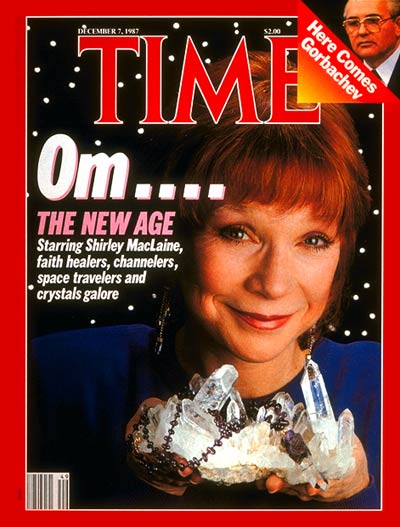 DECEMBER 7, 1987 $2.00
Here Comes
Gorbachev
TIME
Om....
THE NEW AGE
Starring Shirley MacLaine,
faith healers, channelers,
space travelers and
crystals galore
49